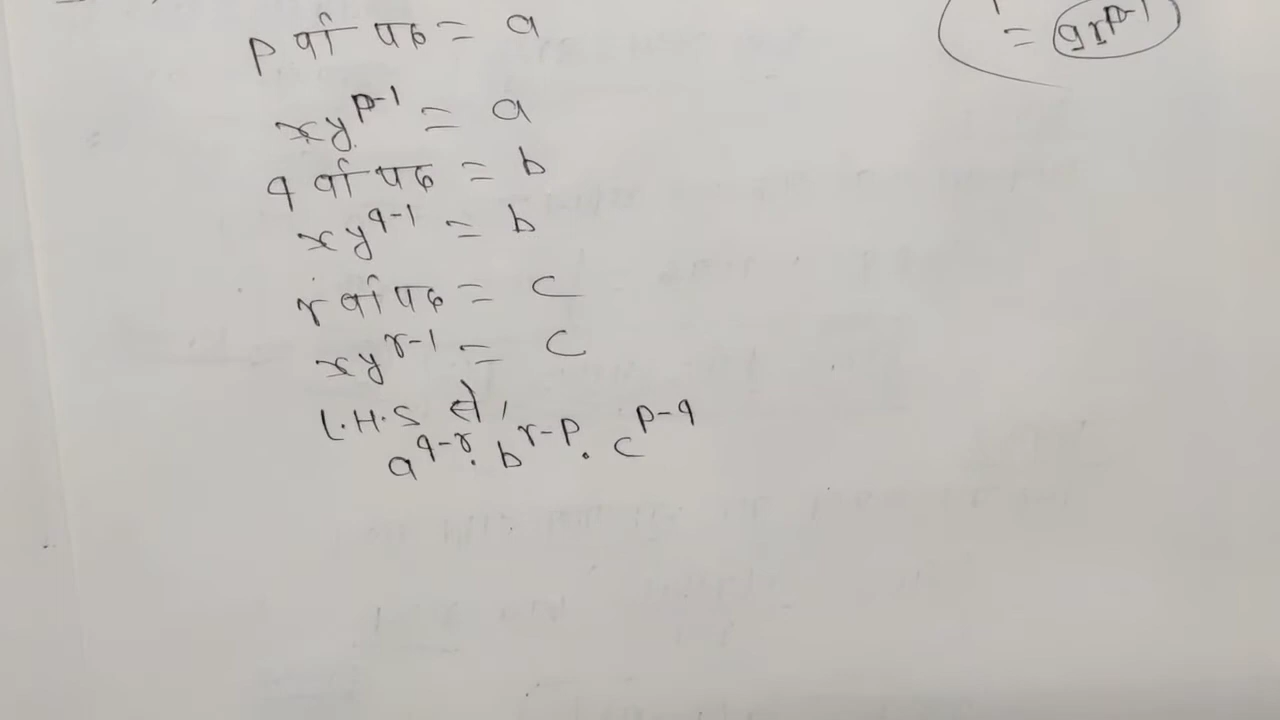 p वाँ पद = a
= ar^{p-1}
xy^{p-1} = a
q वाँ पद = b
xy^{q-1} = b
r वाँ पद = c
xy^{r-1} = c
L.H.S से,
a^{q-r} . b^{r-p} . c^{p-q}